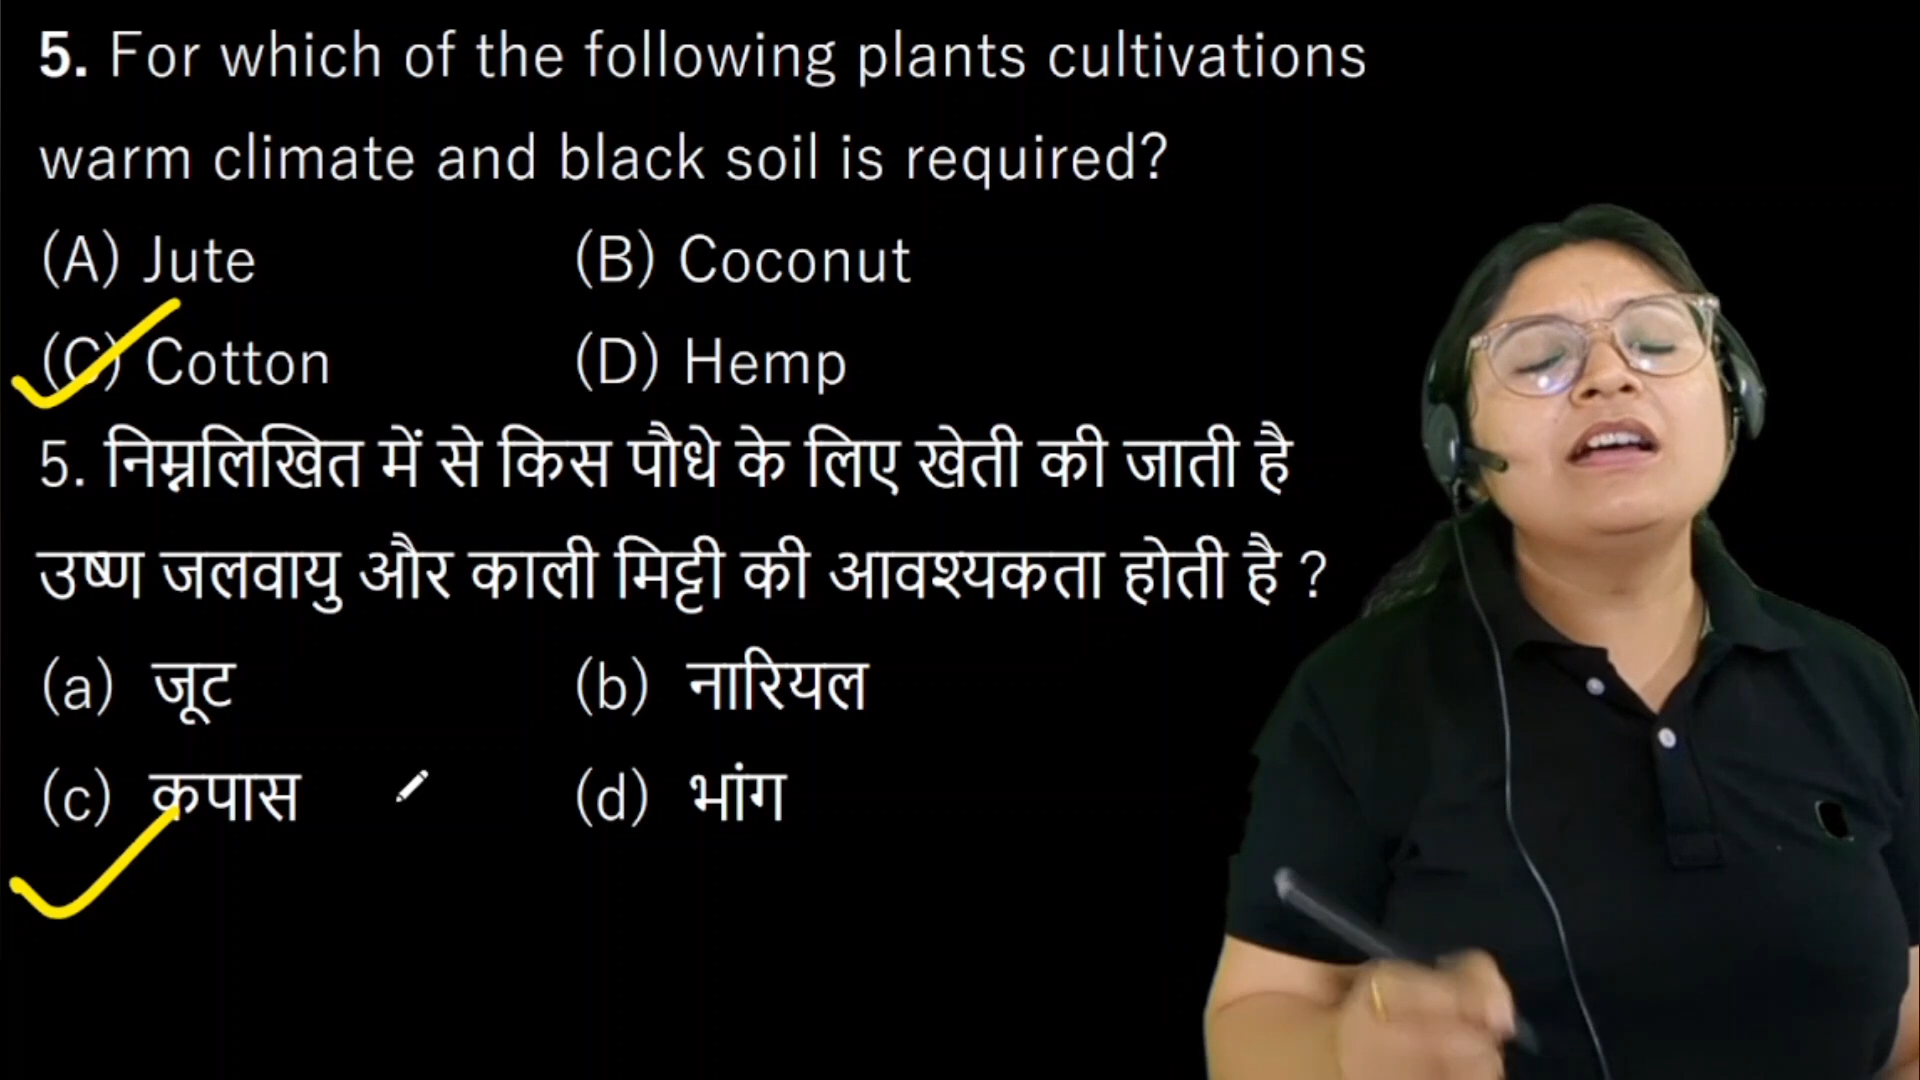 5. For which of the following plants cultivations
warm climate and black soil is required?
(A) Jute (B) Coconut
(C) Cotton (D) Hemp
5. निम्नलिखित में से किस पौधे के लिए खेती की जाती है
उष्ण जलवायु और काली मिट्टी की आवश्यकता होती है ?
(a) जूट (b) नारियल
(c) कपास (d) भांग